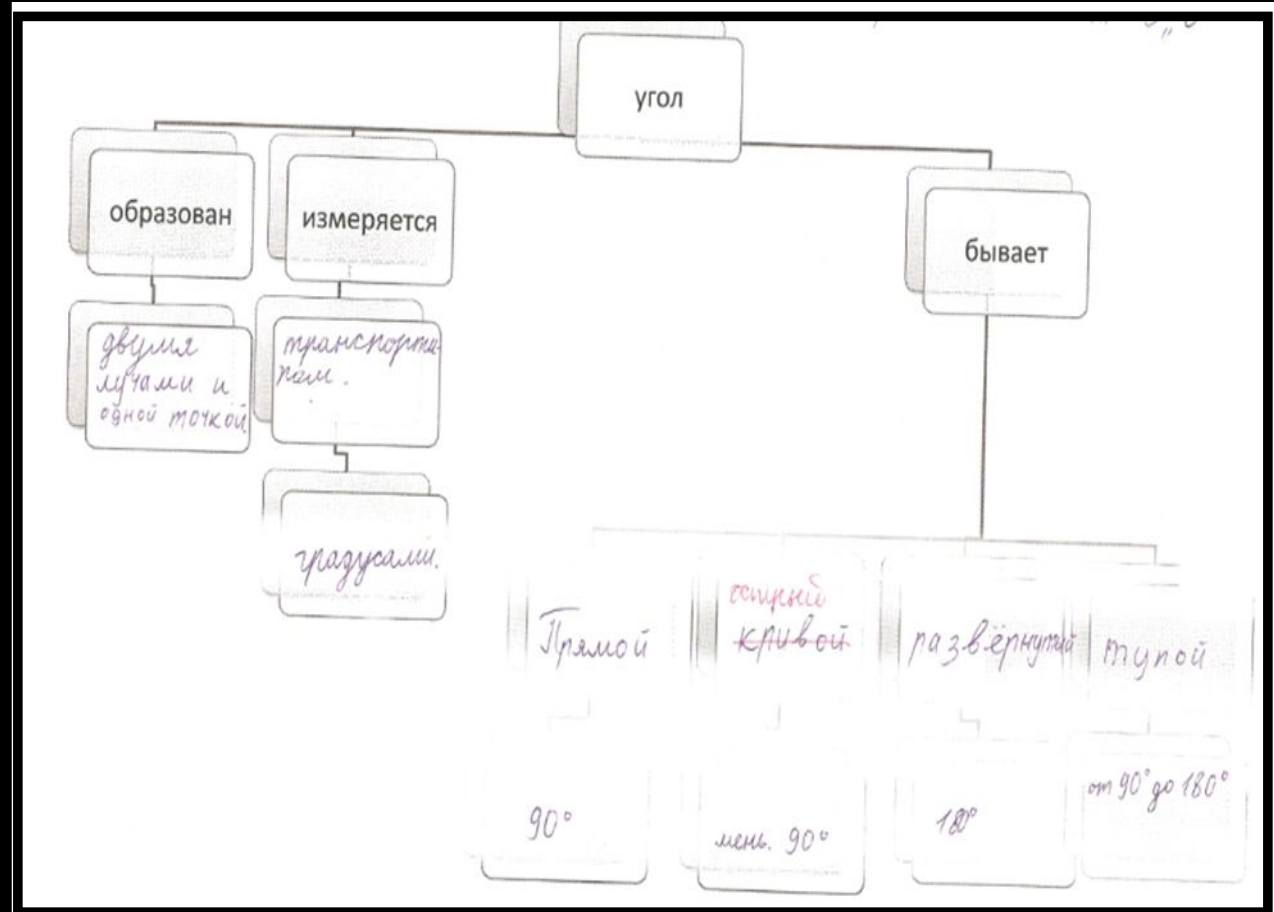 угол
образован
измеряется
бывает
двумя
лучами и
одной точкой
транспорти-
ром.
градусами.
Прямой
острый
кривой
развёрнутый
тупой
90°
мень. 90°
180°
от 90° до 180°